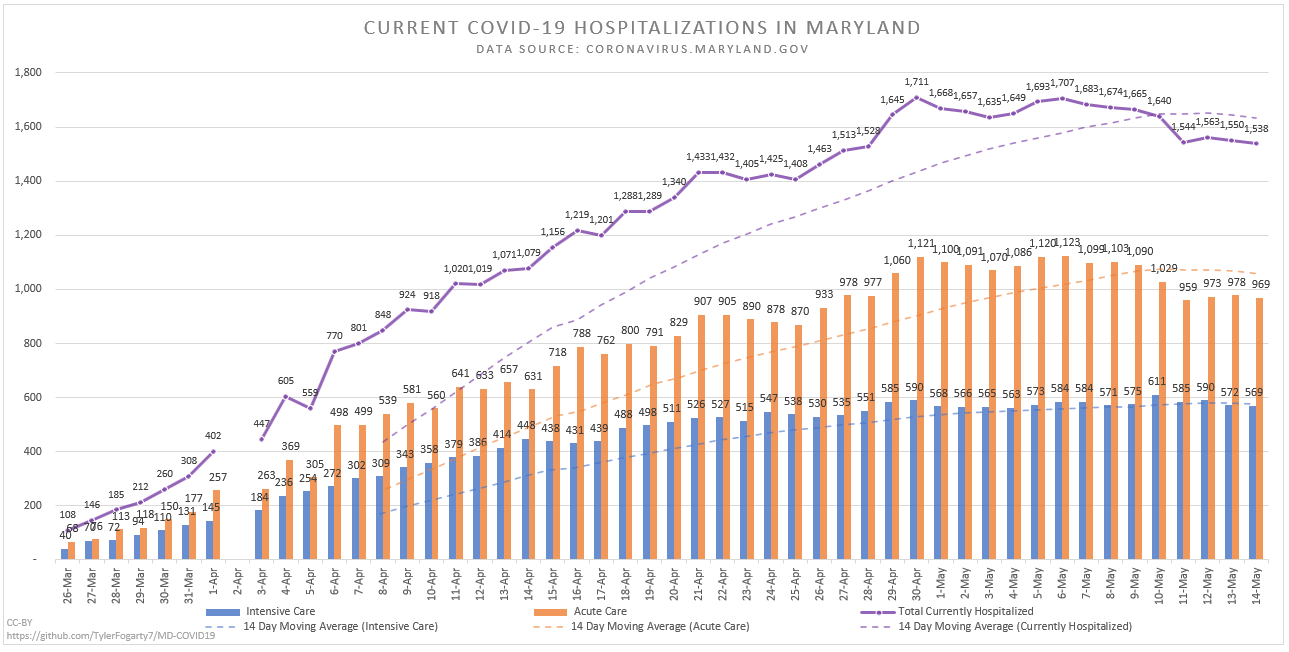 CURRENT COVID-19 HOSPITALIZATIONS IN MARYLAND
DATA SOURCE: CORONAVIRUS.MARYLAND.GOV
1,800
1,600
1,400
1,200
1,000
800
600
400
200
-
108 146 185 212 260 308 402 447 605 559 770 801 848 924 918 1,020 1,019 1,071 1,079 1,156 1,219 1,201 1,288 1,289 1,340 1,433 1,432 1,405 1,425 1,408 1,463 1,513 1,528 1,645 1,711 1,668 1,657 1,635 1,649 1,693 1,707 1,683 1,674 1,665 1,640 1,544 1,563 1,550 1,538
68 76 113 118 150 177 257 263 369 305 498 499 539 581 560 641 633 657 631 718 788 762 800 791 829 907 905 890 878 870 933 978 977 1,060 1,121 1,100 1,091 1,070 1,086 1,120 1,123 1,099 1,103 1,090 1,029 959 973 978 969
40 70 72 94 110 131 145 184 236 254 272 302 309 343 358 379 386 414 448 438 431 439 488 498 511 526 527 515 547 538 530 535 551 585 590 568 566 565 563 573 584 584 571 575 611 585 590 572 569
26-Mar 27-Mar 28-Mar 29-Mar 30-Mar 31-Mar 1-Apr 2-Apr 3-Apr 4-Apr 5-Apr 6-Apr 7-Apr 8-Apr 9-Apr 10-Apr 11-Apr 12-Apr 13-Apr 14-Apr 15-Apr 16-Apr 17-Apr 18-Apr 19-Apr 20-Apr 21-Apr 22-Apr 23-Apr 24-Apr 25-Apr 26-Apr 27-Apr 28-Apr 29-Apr 30-Apr 1-May 2-May 3-May 4-May 5-May 6-May 7-May 8-May 9-May 10-May 11-May 12-May 13-May 14-May
Intensive Care Acute Care Total Currently Hospitalized
14 Day Moving Average (Intensive Care) 14 Day Moving Average (Acute Care) 14 Day Moving Average (Currently Hospitalized)
CC-BY
https://github.com/TylerFogarty7/MD-COVID19